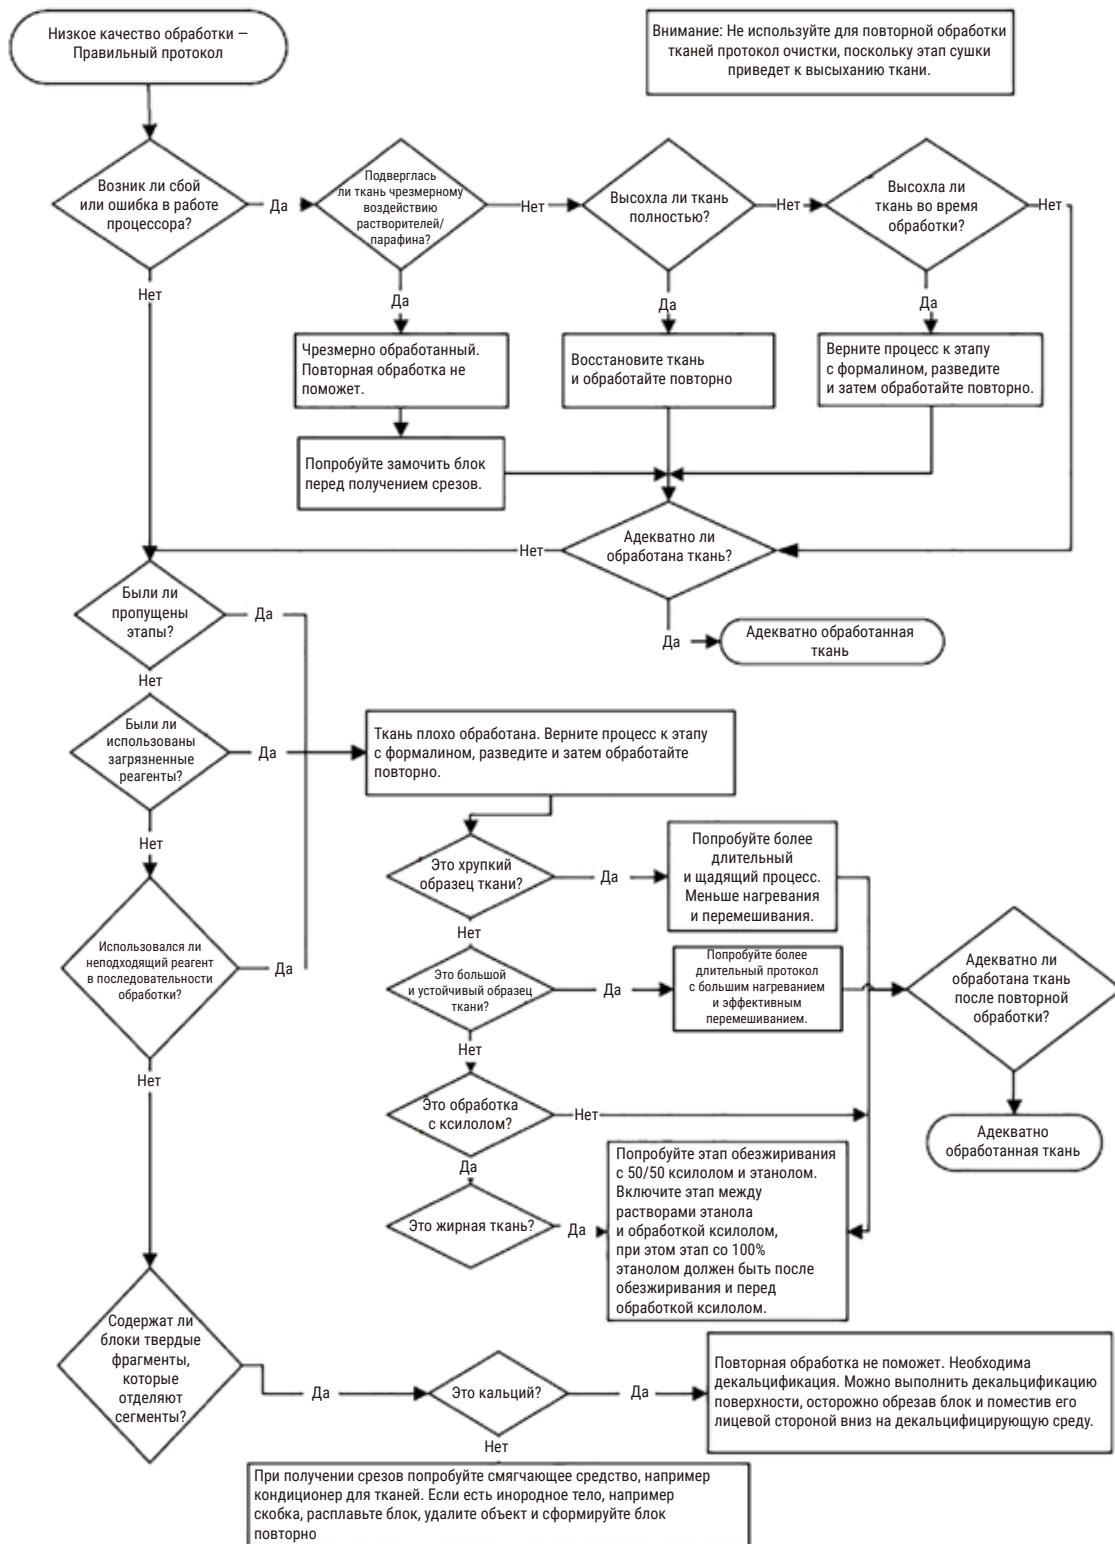 Низкое качество обработки —
Правильный протокол
Внимание: Не используйте для повторной обработки
тканей протокол очистки, поскольку этап сушки
приведет к высыханию ткани.
Возник ли сбой
или ошибка в работе
процессора?
Да
Подверглась
ли ткань чрезмерному
воздействию
растворителей/
парафина?
Нет
Высохла ли ткань
полностью?
Нет
Высохла ли
ткань во время
обработки?
Нет
Нет
Да
Да
Да
Чрезмерно обработанный.
Повторная обработка не
поможет.
Восстановите ткань
и обработайте повторно
Верните процесс к этапу
с формалином, разведите
и затем обработайте повторно.
Попробуйте замочить блок
перед получением срезов.
Адекватно ли
обработана ткань?
Нет
Да
Адекватно обработанная
ткань
Были ли
пропущены
этапы?
Да
Нет
Были ли
использованы
загрязненные
реагенты?
Да
Ткань плохо обработана. Верните процесс к этапу
с формалином, разведите и затем обработайте
повторно.
Нет
Использовался ли
неподходящий реагент
в последовательности
обработки?
Да
Нет
Это хрупкий
образец ткани?
Да
Попробуйте более
длительный
и щадящий процесс.
Меньше нагревания
и перемешивания.
Нет
Это большой
и устойчивый образец
ткани?
Да
Попробуйте более
длительный протокол
с большим нагреванием
и эффективным
перемешиванием.
Адекватно ли
обработана ткань
после повторной
обработки?
Нет
Это обработка
с ксилолом?
Нет
Адекватно
обработанная ткань
Да
Это жирная ткань?
Да
Попробуйте этап обезжиривания
с 50/50 ксилолом и этанолом.
Включите этап между
растворами этанола
и обработкой ксилолом,
при этом этап со 100%
этанолом должен быть после
обезжиривания и перед
обработкой ксилолом.
Содержат ли
блоки твердые
фрагменты,
которые
отделяют
сегменты?
Да
Это кальций?
Да
Повторная обработка не поможет. Необходима
декальцификация. Можно выполнить декальцификацию
поверхности, осторожно обрезав блок и поместив его
лицевой стороной вниз на декальцифицирующую среду.
Нет
При получении срезов попробуйте смягчающее средство, например
кондиционер для тканей. Если есть инородное тело, например
скобка, расплавьте блок, удалите объект и сформируйте блок
повторно